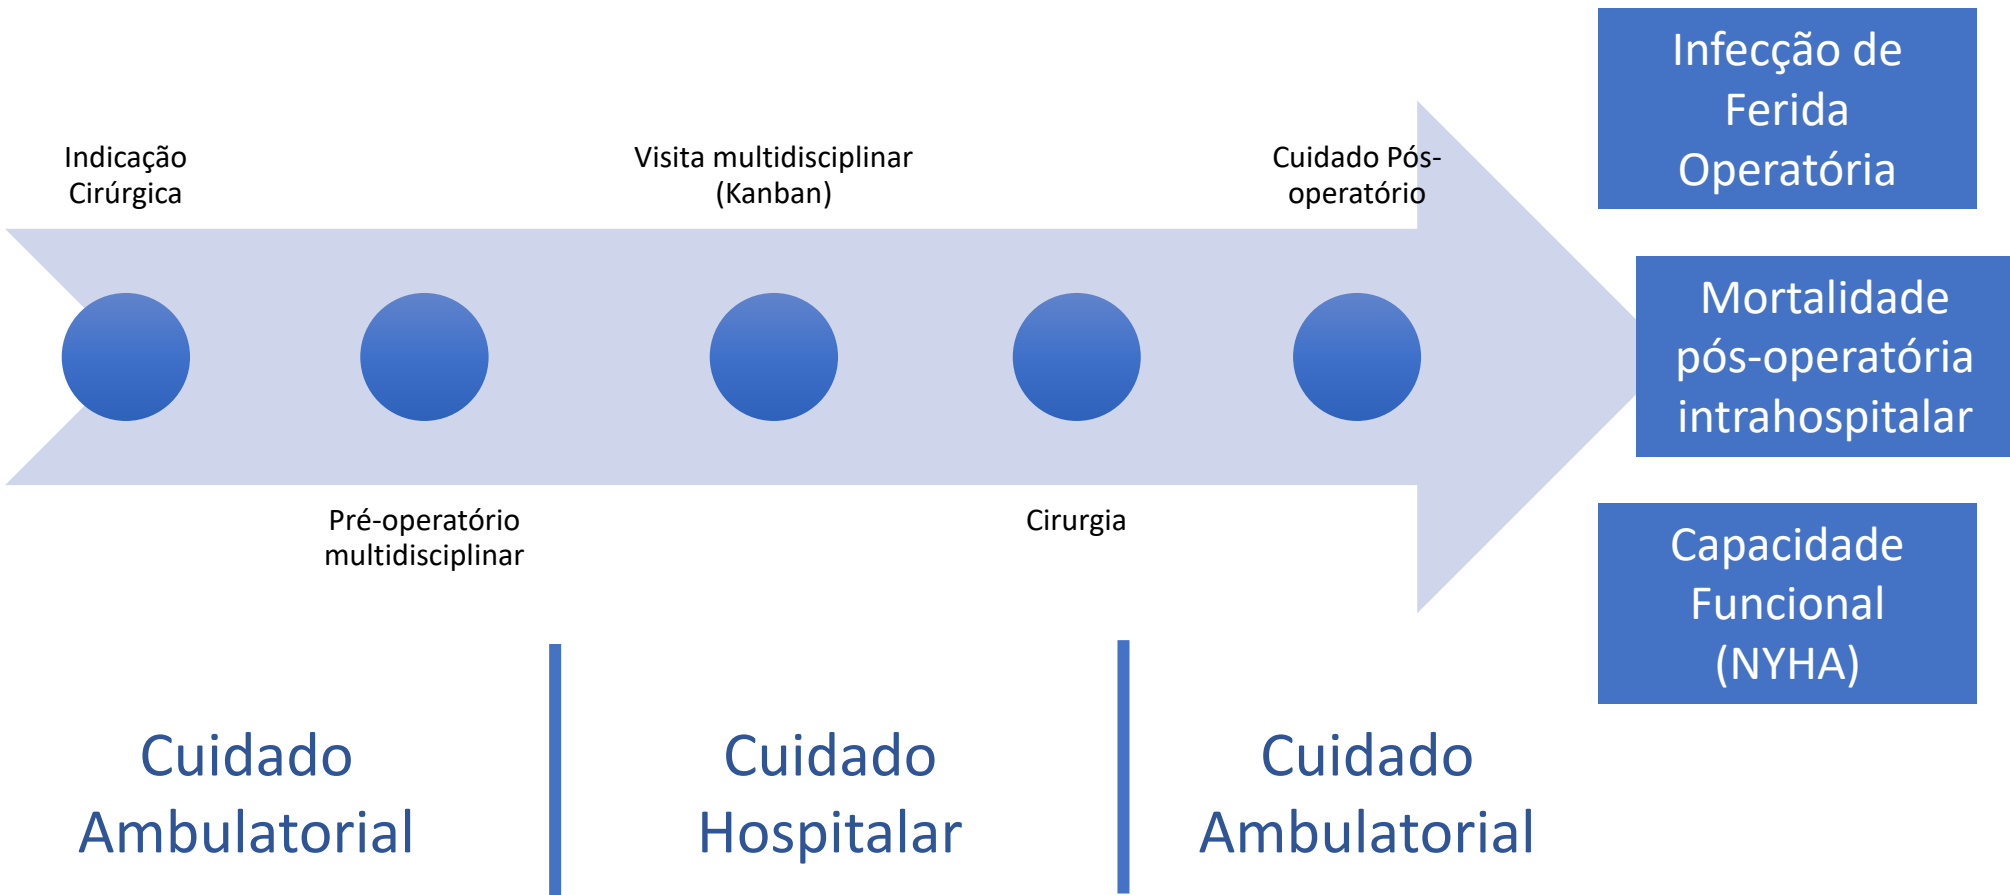 Indicação
Cirúrgica
Visita multidisciplinar
(Kanban)
Cuidado Pós-
operatório
Pré-operatório
multidisciplinar
Cirurgia
Infecção de
Ferida
Operatória
Mortalidade
pós-operatória
intrahospitalar
Capacidade
Funcional
(NYHA)
Cuidado
Ambulatorial
Cuidado
Hospitalar
Cuidado
Ambulatorial